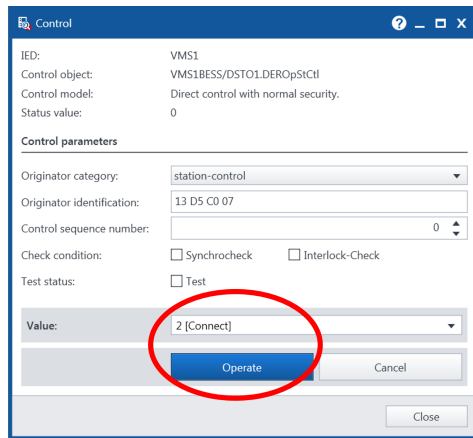 Control
IED: VMS1
Control object: VMS1BESS/DSTO1.DEROpStCtl
Control model: Direct control with normal security.
Status value: 0
Control parameters
Originator category: station-control
Originator identification: 13 D5 C0 07
Control sequence number: 0
Check condition: Synchrocheck Interlock-Check
Test status: Test
Value: 2 [Connect]
Operate Cancel
Close